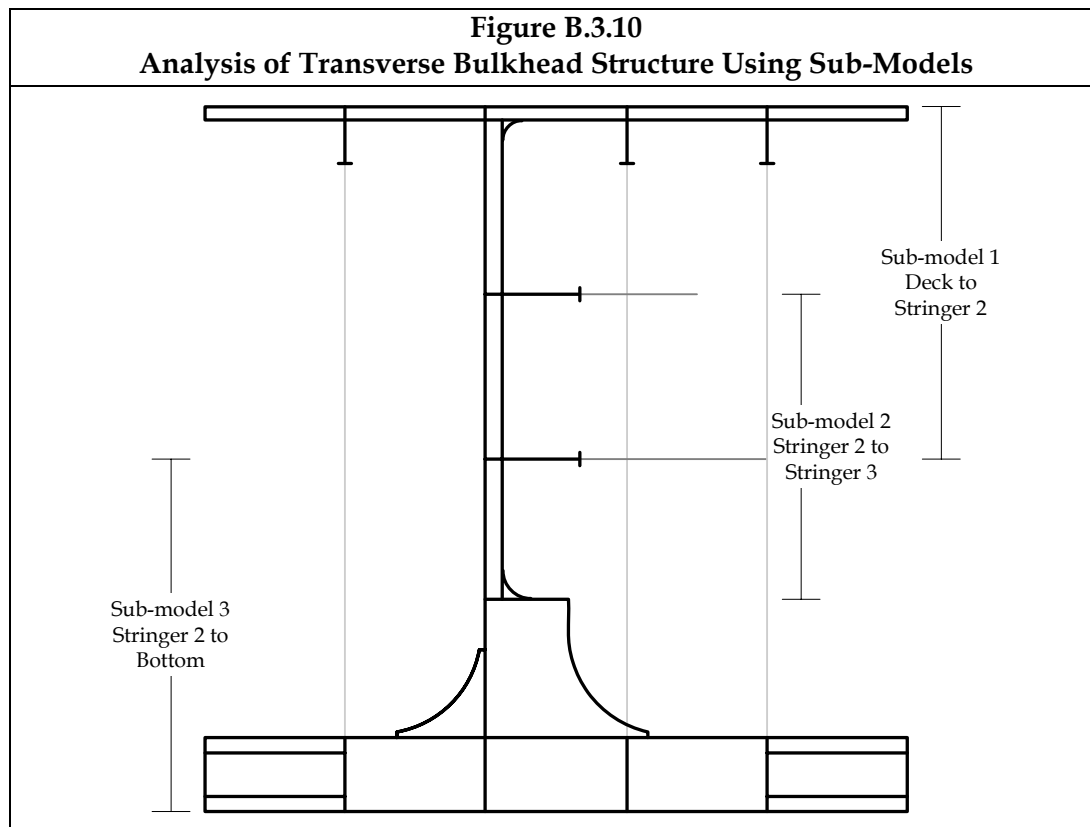 Figure B.3.10
Analysis of Transverse Bulkhead Structure Using Sub-Models
Sub-model 1
Deck to
Stringer 2
Sub-model 2
Stringer 2 to
Stringer 3
Sub-model 3
Stringer 2 to
Bottom